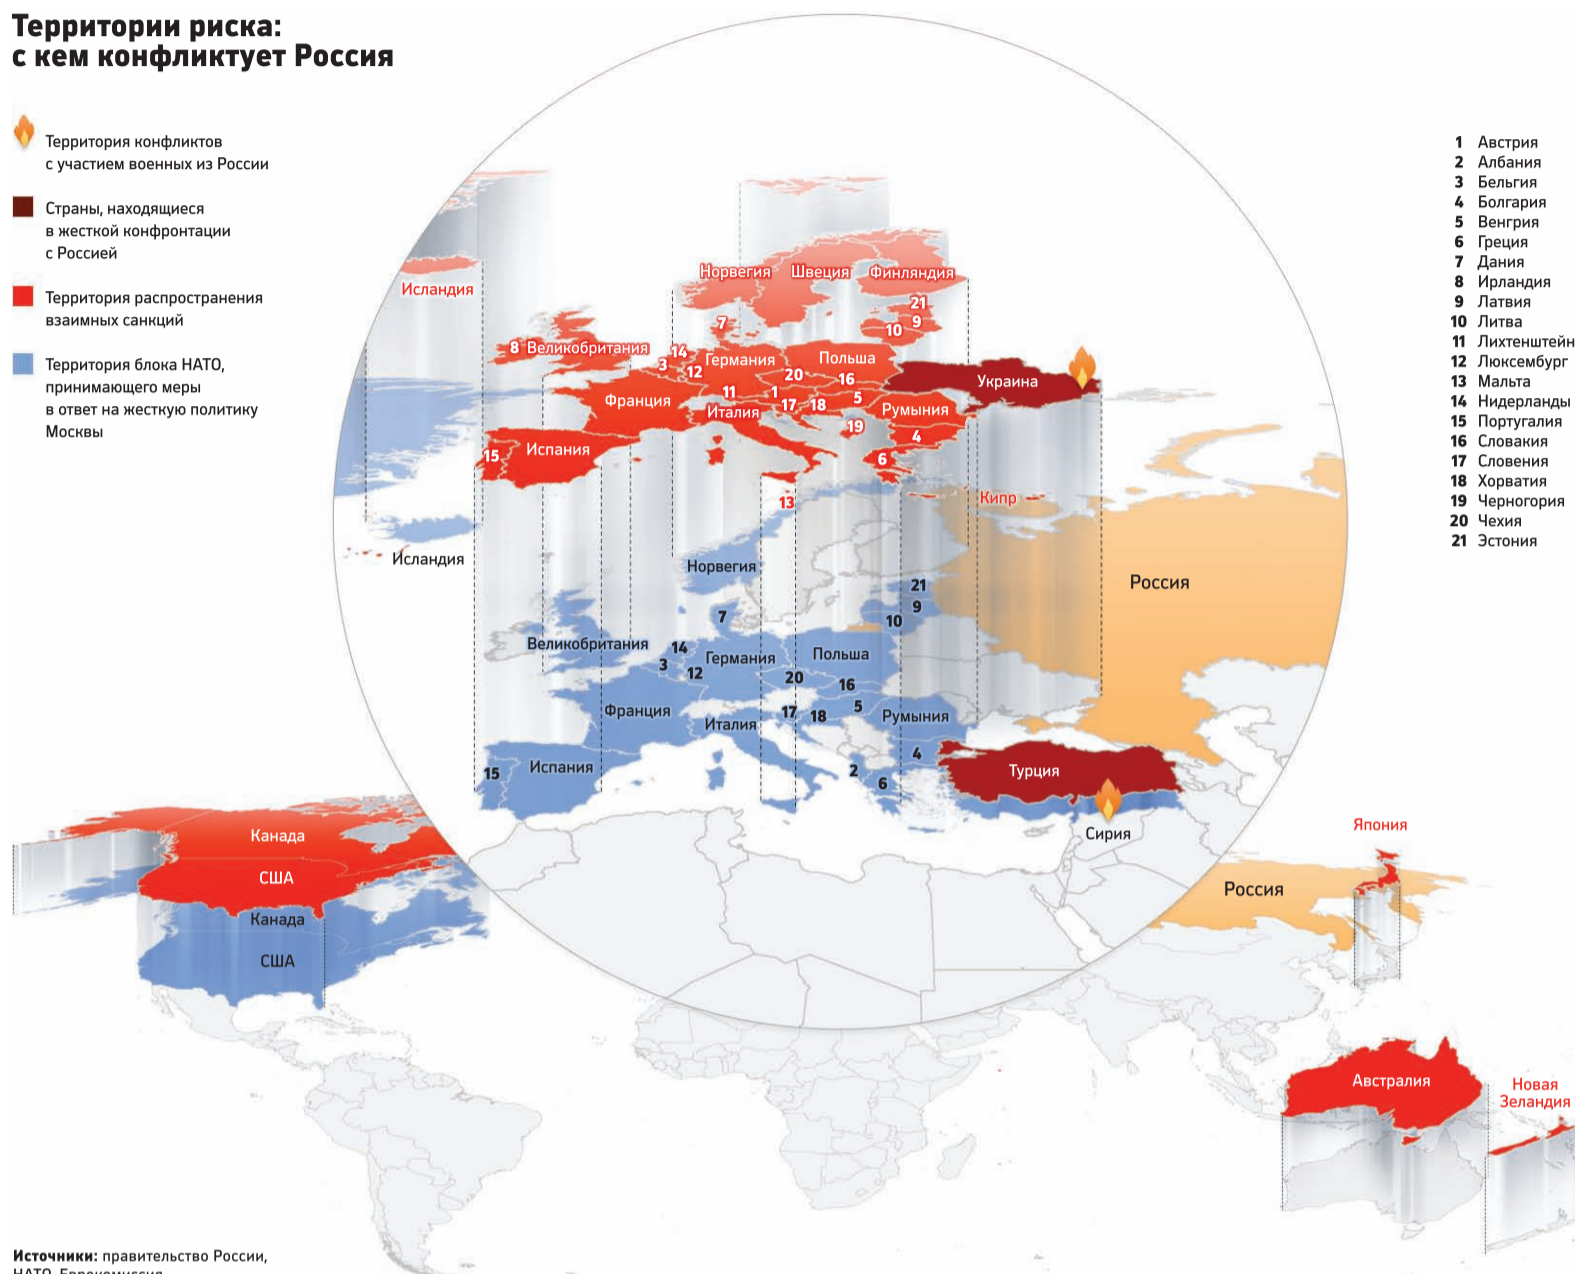 Территории риска:
с кем конфликтует Россия
Территория конфликтов
с участием военных из России
Страны, находящиеся
в жесткой конфронтации
с Россией
Территория распространения
взаимных санкций
Территория блока НАТО,
принимающего меры
в ответ на жесткую политику
Москвы
1 Австрия
2 Албания
3 Бельгия
4 Болгария
5 Венгрия
6 Греция
7 Дания
8 Ирландия
9 Латвия
10 Литва
11 Лихтенштейн
12 Люксембург
13 Мальта
14 Нидерланды
15 Португалия
16 Словакия
17 Словения
18 Хорватия
19 Черногория
20 Чехия
21 Эстония
Исландия
Норвегия
Швеция
Финляндия
21
9
10
7
8 Великобритания
14
3
12
Германия
Польша
20
16
11
1
5
17
18
Франция
Италия
Румыния
Украина
19
4
15
Испания
6
13
Кипр
Исландия
Норвегия
Россия
21
9
10
7
Великобритания
14
3
12
Германия
Польша
20
16
5
17
18
Франция
Италия
Румыния
4
15
Испания
2
6
Турция
Сирия
Канада
США
Канада
США
Япония
Россия
Австралия
Новая
Зеландия
Источники: правительство России,
НАТО, Еврокомиссия